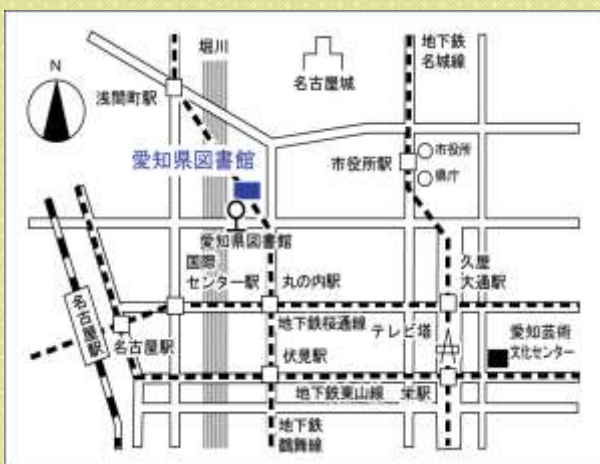 N
堀川
地下鉄
名城線
名古屋城
浅間町駅
愛知県図書館
市役所駅
市役所
県庁
愛知県図書館
国際
センター駅
丸の内駅
久屋
大通駅
名古屋駅
名古屋駅
地下鉄桜通線
テレビ塔
愛知芸術
文化センター
伏見駅
地下鉄東山線
栄駅
地下鉄
鶴舞線